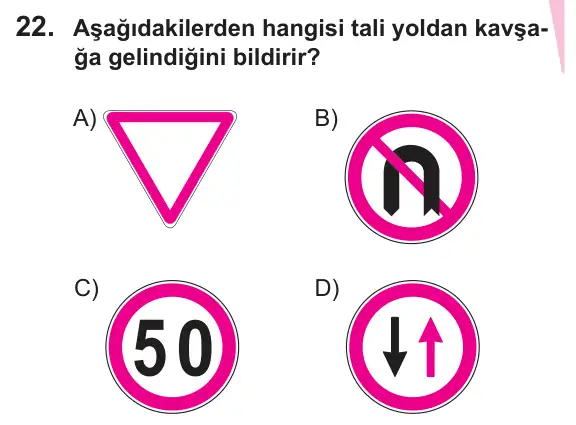 22. Aşağıdakilerden hangisi tali yoldan kavşa-
ğa gelindiğini bildirir?
A)
B)
C)
50
D)